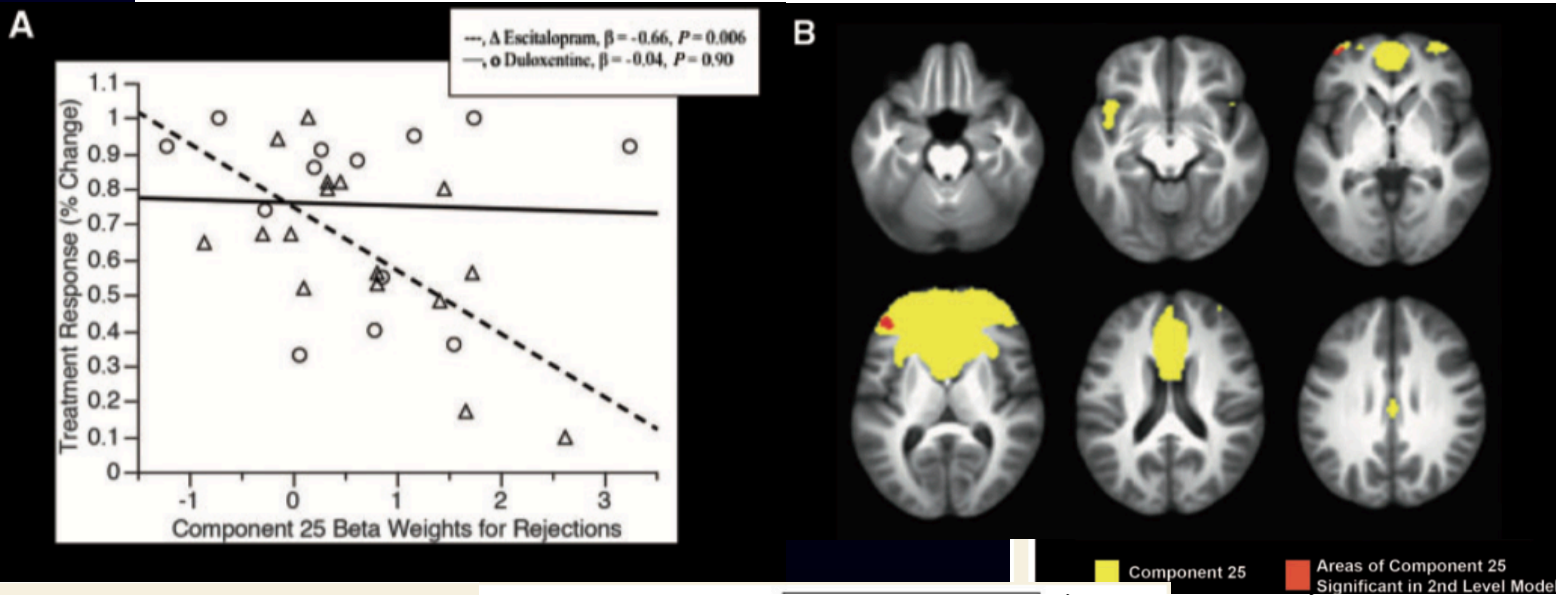 A
---, Δ Escitalopram, β = -0.66, P = 0.006
—, o Duloxentine, β = -0.04, P = 0.90
Treatment Response (% Change)
1.1
1
0.9
0.8
0.7
0.6
0.5
0.4
0.3
0.2
0.1
0
-1 0 1 2 3
Component 25 Beta Weights for Rejections
B
Component 25
Areas of Component 25
Significant in 2nd Level Model